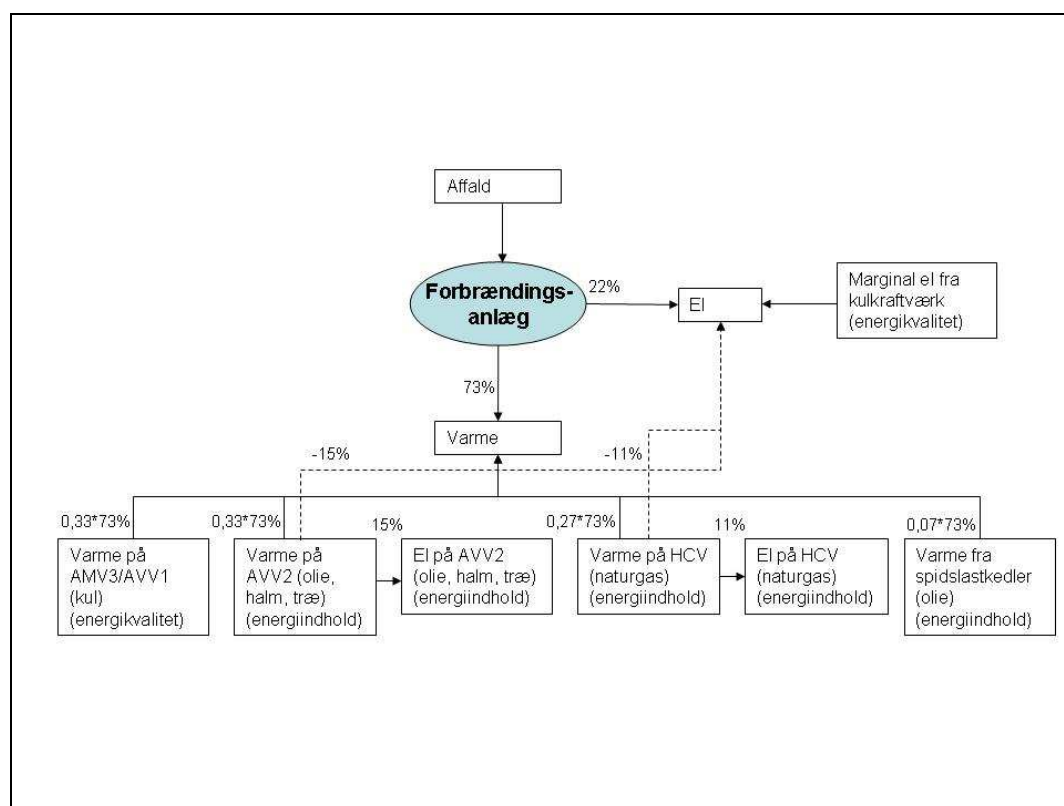 Affald
Forbrændings-
anlæg
22%
El
Marginal el fra
kulkraftværk
(energikvalitet)
73%
Varme
-15%
-11%
0,33*73%
0,33*73%
15%
0,27*73%
11%
0,07*73%
Varme på
AMV3/AVV1
(kul)
(energikvalitet)
Varme på
AVV2 (olie,
halm, træ)
(energiindhold)
El på AVV2
(olie, halm, træ)
(energiindhold)
Varme på HCV
(naturgas)
(energiindhold)
El på HCV
(naturgas)
(energiindhold)
Varme fra
spidslastkedler
(olie)
(energiindhold)